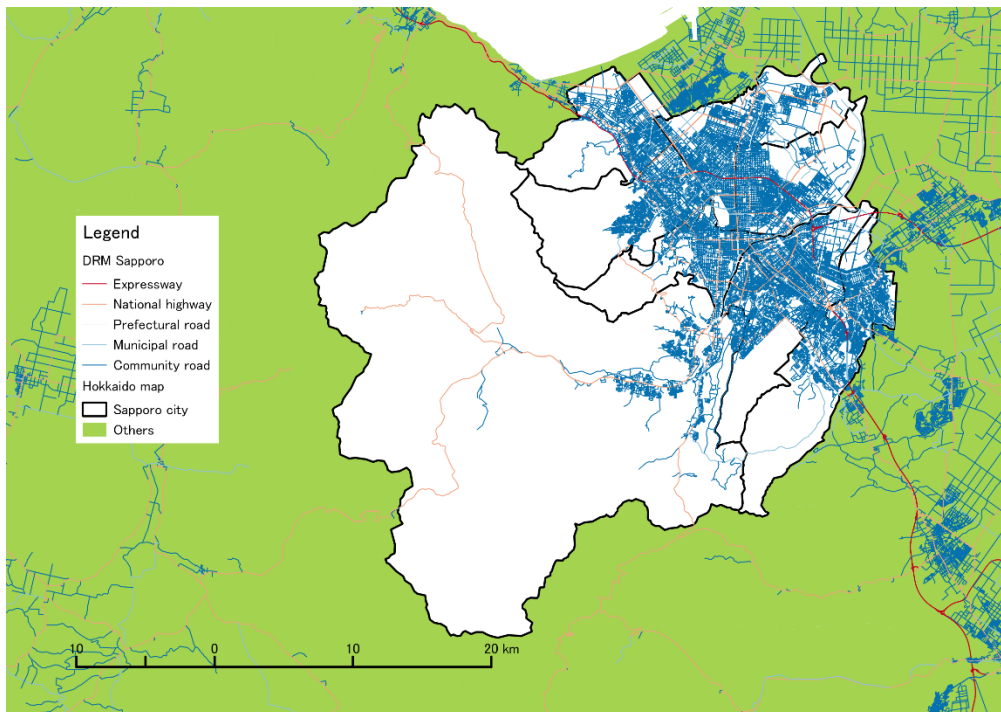 Legend
DRM Sapporo
Expressway
National highway
Prefectural road
Municipal road
Community road
Hokkaido map
Sapporo city
Others
10 0 10 20 km